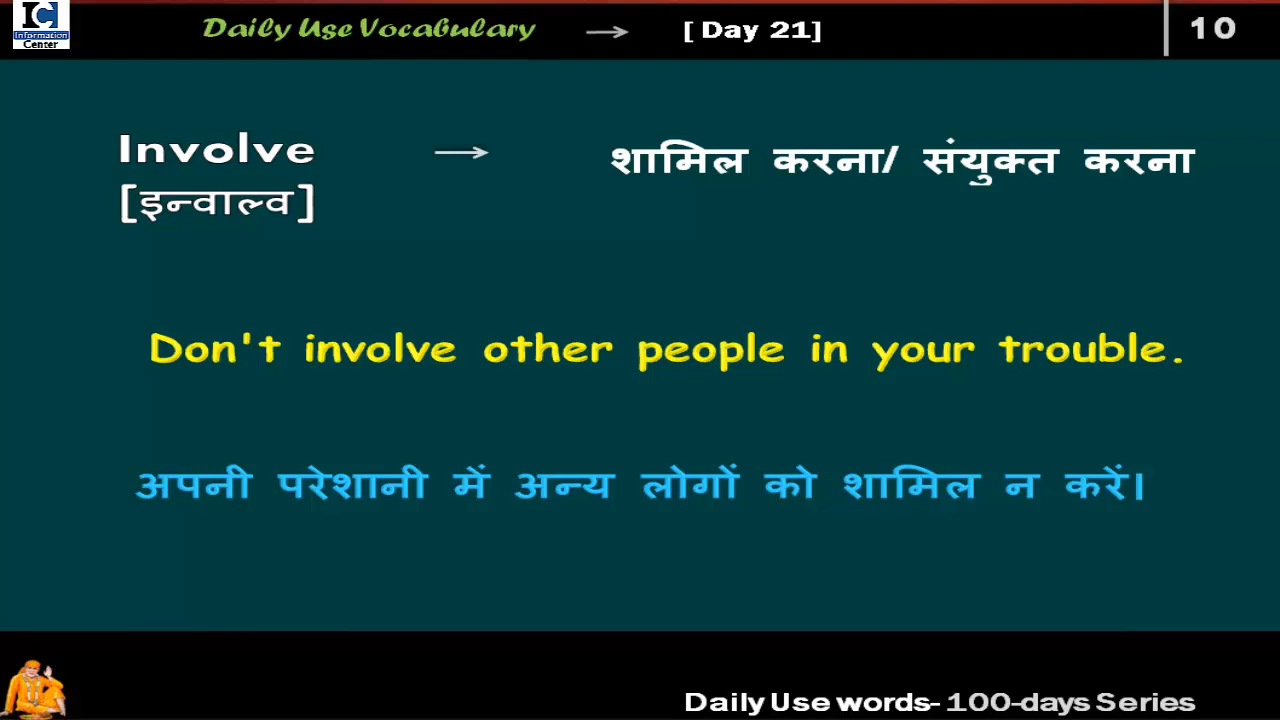 IC
Information
Center
Daily Use Vocabulary → [ Day 21] 10
Involve → शामिल करना/ संयुक्त करना
[इन्वाल्व]
Don't involve other people in your trouble.
अपनी परेशानी में अन्य लोगों को शामिल न करें।
Daily Use words- 100-days Series